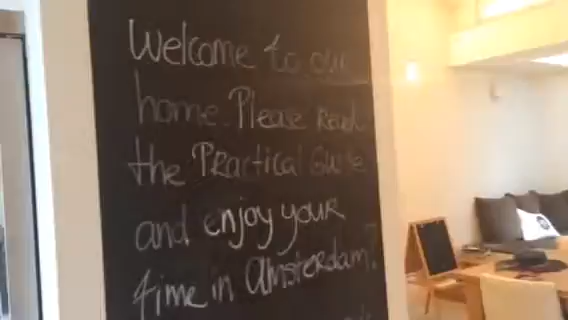 Welcome to our
home. Please Read
the Practical Guide
and enjoy your
time in Amsterdam!